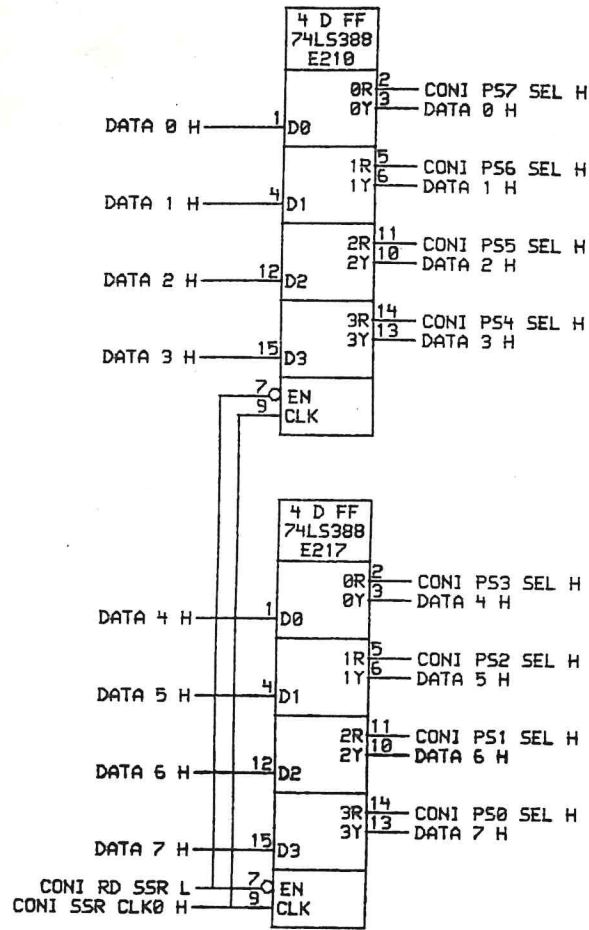 4 D FF
74LS388
E210
0R 2 CONI PS7 SEL H
0Y 3 DATA 0 H
DATA 0 H 1 D0
1R 5 CONI PS6 SEL H
1Y 6 DATA 1 H
DATA 1 H 4 D1
2R 11 CONI PS5 SEL H
2Y 10 DATA 2 H
DATA 2 H 12 D2
3R 14 CONI PS4 SEL H
3Y 13 DATA 3 H
DATA 3 H 15 D3
7 EN
9 CLK
4 D FF
74LS388
E217
0R 2 CONI PS3 SEL H
0Y 3 DATA 4 H
DATA 4 H 1 D0
1R 5 CONI PS2 SEL H
1Y 6 DATA 5 H
DATA 5 H 4 D1
2R 11 CONI PS1 SEL H
2Y 10 DATA 6 H
DATA 6 H 12 D2
3R 14 CONI PS0 SEL H
3Y 13 DATA 7 H
DATA 7 H 15 D3
CONI RD SSR L 7 EN
CONI SSR CLK0 H 9 CLK